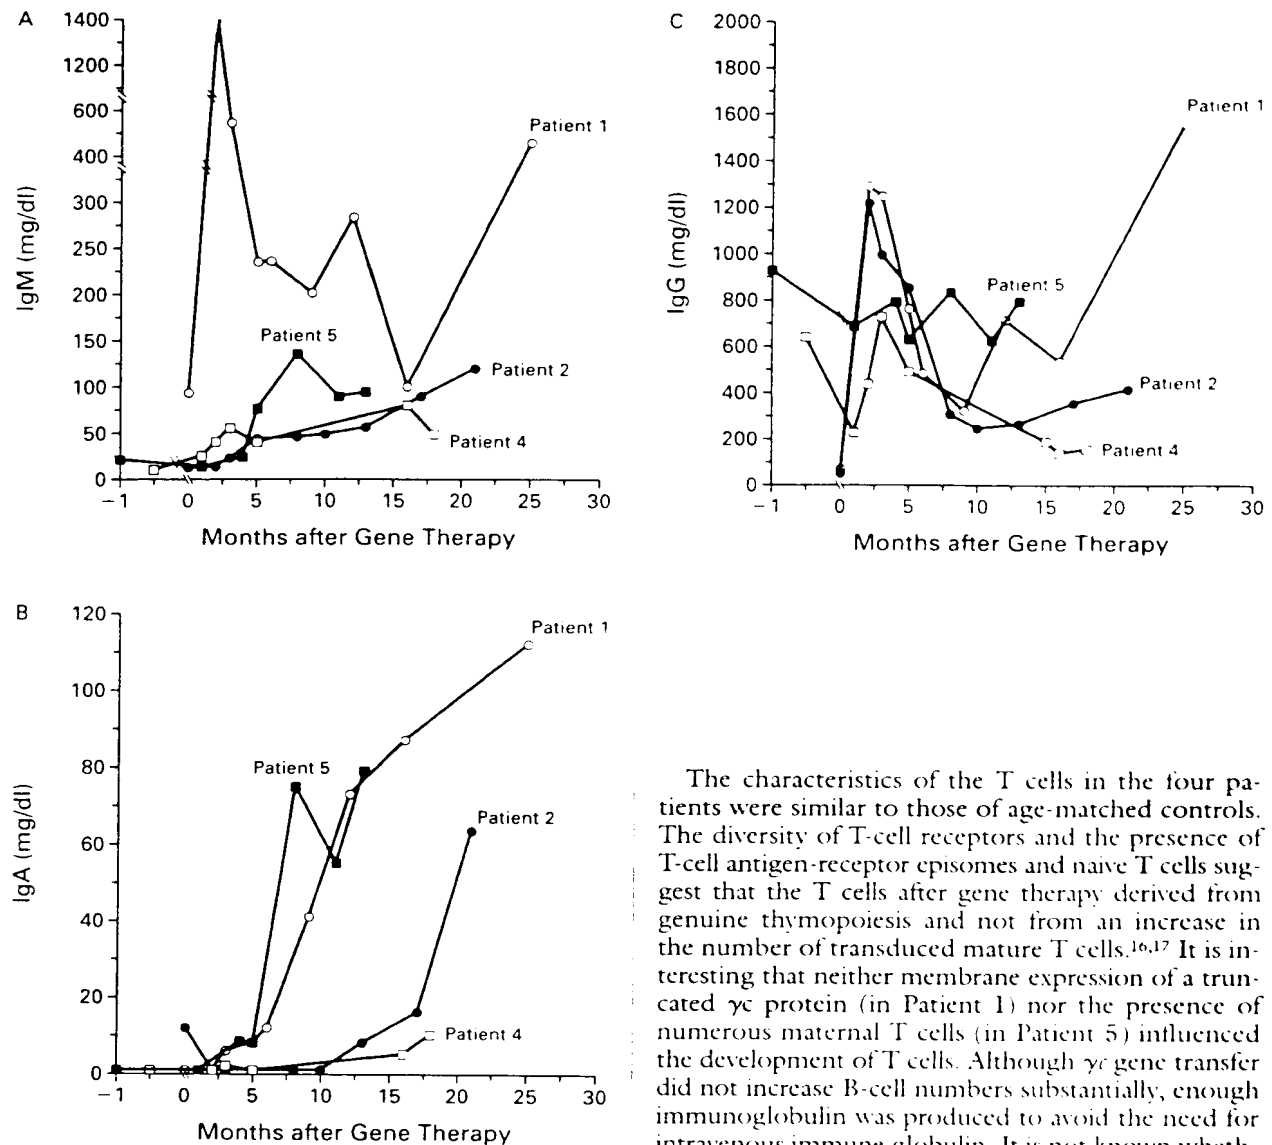 A
1400
1200
600
400
300
250
200
150
100
50
0
IgM (mg/dl)
Patient 1
Patient 5
Patient 2
Patient 4
−1 0 5 10 15 20 25 30
Months after Gene Therapy
C
2000
1800
1600
1400
1200
1000
800
600
400
200
0
IgG (mg/dl)
Patient 1
Patient 5
Patient 2
Patient 4
−1 0 5 10 15 20 25 30
Months after Gene Therapy
B
120
100
80
60
40
20
0
IgA (mg/dl)
Patient 1
Patient 5
Patient 2
Patient 4
−1 0 5 10 15 20 25 30
Months after Gene Therapy
The characteristics of the T cells in the four pa-
tients were similar to those of age-matched controls.
The diversity of T-cell receptors and the presence of
T-cell antigen-receptor episomes and naive T cells sug-
gest that the T cells after gene therapy derived from
genuine thymopoiesis and not from an increase in
the number of transduced mature T cells.16,17 It is in-
teresting that neither membrane expression of a trun-
cated γc protein (in Patient 1) nor the presence of
numerous maternal T cells (in Patient 5) influenced
the development of T cells. Although γc gene transfer
did not increase B-cell numbers substantially, enough
immunoglobulin was produced to avoid the need for
intravenous immune globulin. It is not known wheth-